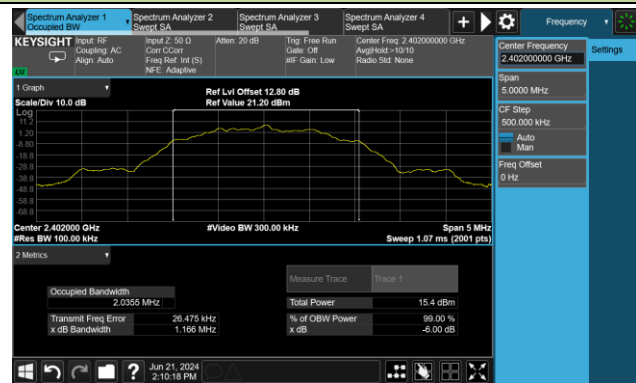 Spectrum Analyzer 1
Occupied BW
Spectrum Analyzer 2
Swept SA
Spectrum Analyzer 3
Swept SA
Spectrum Analyzer 4
Swept SA
+
Frequency
KEYSIGHT
Input: RF
Coupling: AC
Align: Auto
Input Z: 50 Ω
Corr CCorr
Freq Ref: Int (S)
NFE: Adaptive
Atten: 20 dB
Trig: Free Run
Gate: Off
#IF Gain: Low
Center Freq: 2.402000000 GHz
Avg|Hold:>10/10
Radio Std: None
Center Frequency
2.402000000 GHz
Settings
Span
5.0000 MHz
CF Step
500.000 kHz
Auto
Man
Freq Offset
0 Hz
1 Graph
Scale/Div 10.0 dB
Ref Lvl Offset 12.80 dB
Ref Value 21.20 dBm
Log
11.2
1.20
-8.80
-18.8
-28.8
-38.8
-48.8
-58.8
-68.8
Center 2.402000 GHz
#Res BW 100.00 kHz
#Video BW 300.00 kHz
Span 5 MHz
Sweep 1.07 ms (2001 pts)
2 Metrics
Measure Trace
Trace 1
Occupied Bandwidth
2.0355 MHz
Total Power
15.4 dBm
Transmit Freq Error
26.475 kHz
% of OBW Power
99.00 %
x dB Bandwidth
1.166 MHz
x dB
-6.00 dB
?
Jun 21, 2024
2:10:18 PM